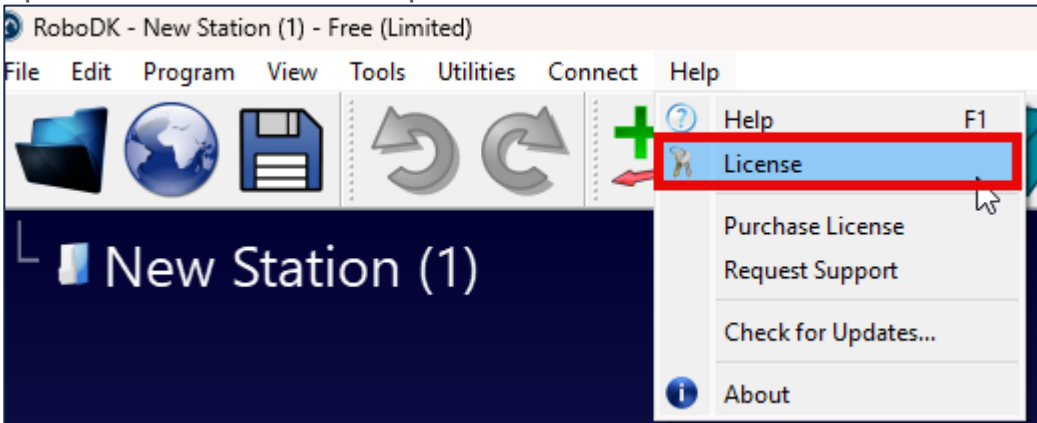 RoboDK - New Station (1) - Free (Limited)
File Edit Program View Tools Utilities Connect Help
Help F1
License
New Station (1)
Purchase License
Request Support
Check for Updates...
About